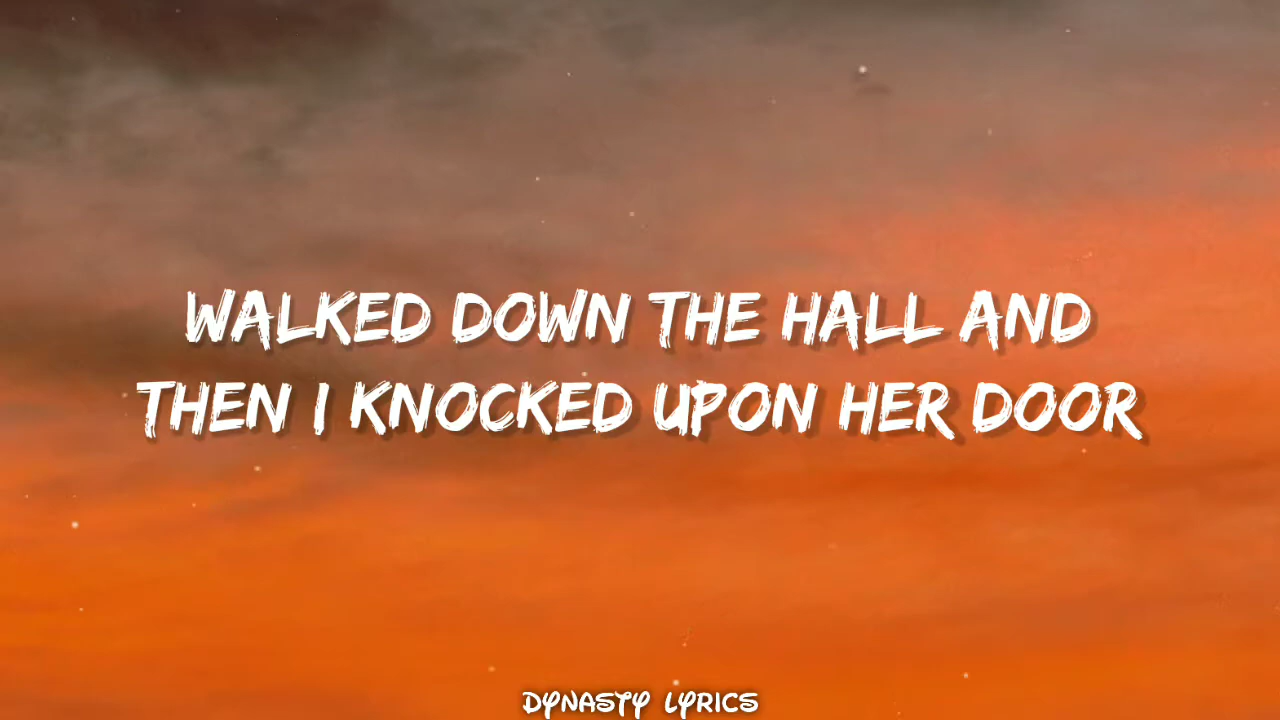 WALKED DOWN THE HALL AND
THEN I KNOCKED UPON HER DOOR
DYNASTY LYRICS